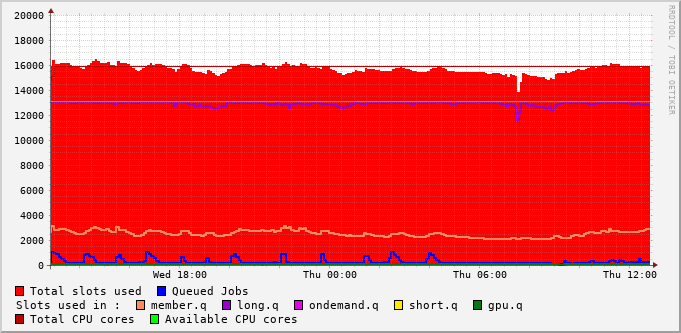 RRDTOOL / TOBI OETIKER
20000
18000
16000
14000
12000
10000
8000
6000
4000
2000
0
Wed 18:00 Thu 00:00 Thu 06:00 Thu 12:00
Total slots used Queued Jobs
Slots used in : member.q long.q ondemand.q short.q gpu.q
Total CPU cores Available CPU cores